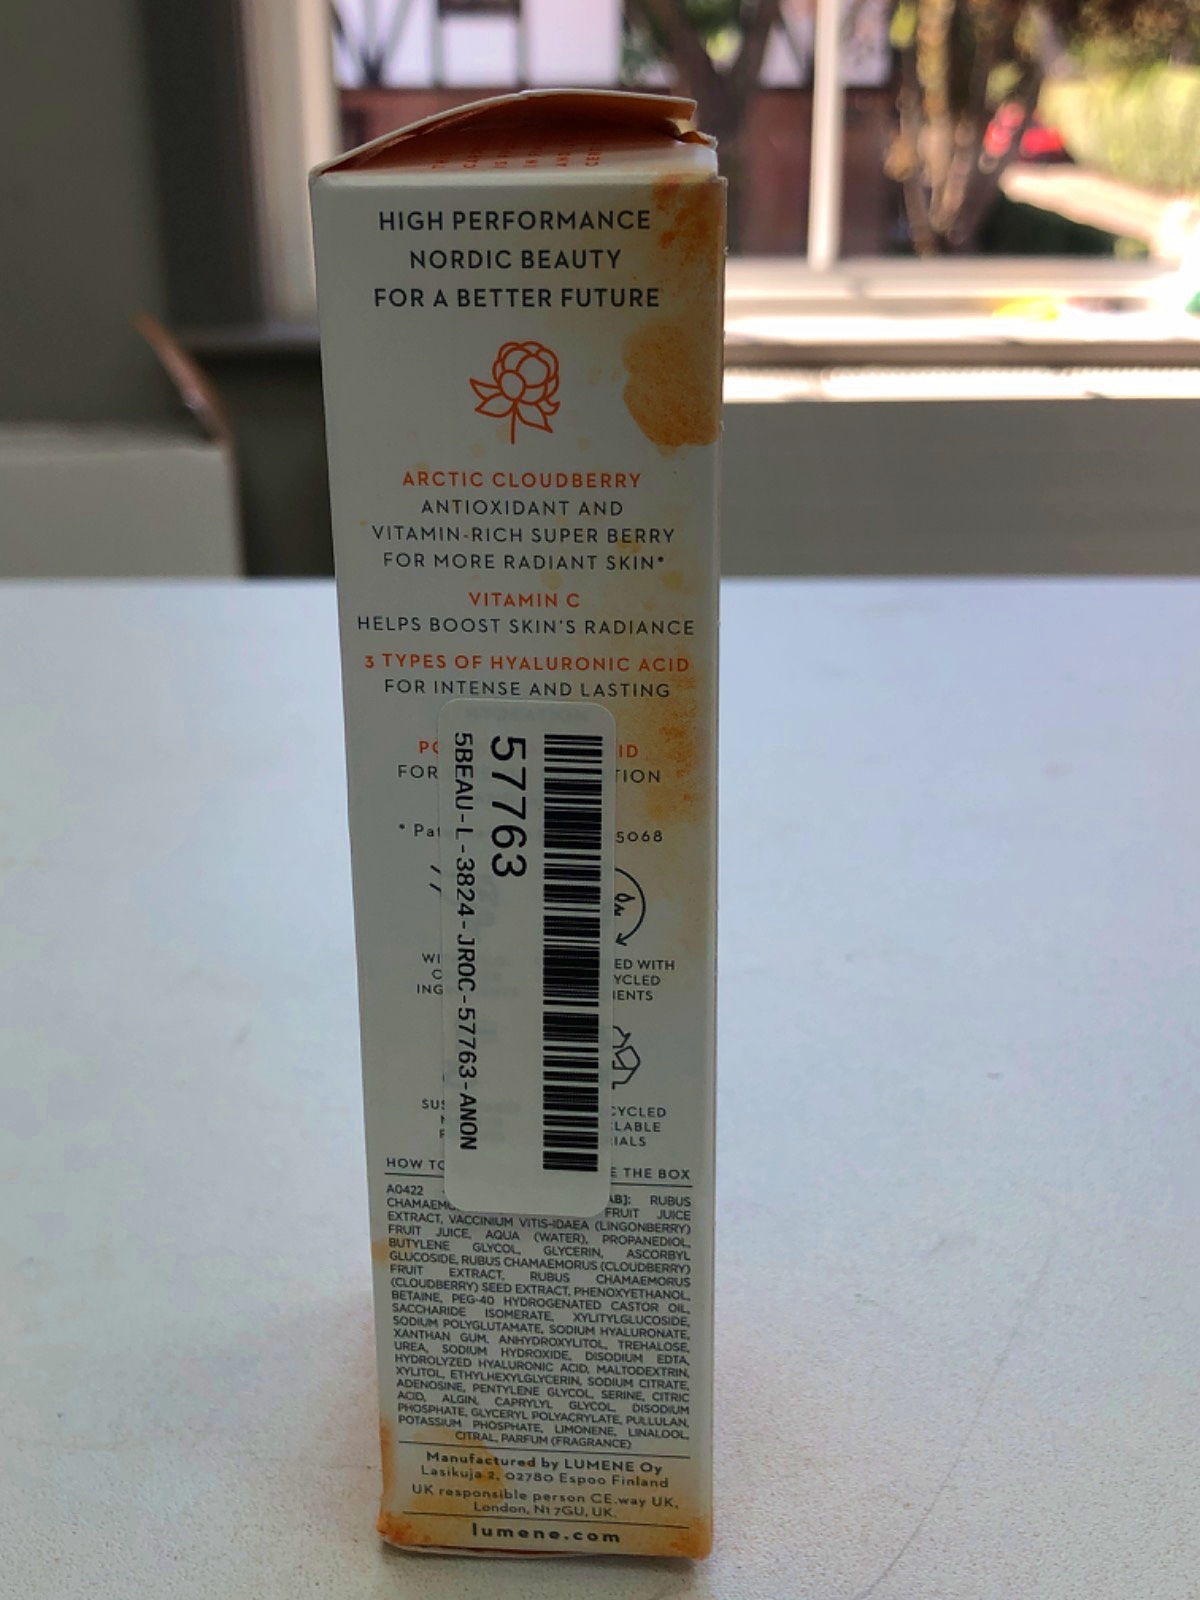 HIGH PERFORMANCE
NORDIC BEAUTY
FOR A BETTER FUTURE
ARCTIC CLOUDBERRY
ANTIOXIDANT AND
VITAMIN-RICH SUPER BERRY
FOR MORE RADIANT SKIN*
VITAMIN C
HELPS BOOST SKIN'S RADIANCE
3 TYPES OF HYALURONIC ACID
FOR INTENSE AND LASTING
FOR
* Pat 5068
57763
5BEAU-L-3824-JROC-57763-ANON
ED WITH
HOW TO E THE BOX
A0422 AB]: RUBUS
CHAMAEM FRUIT JUICE
EXTRACT, VACCINIUM VITIS-IDAEA (LINGONBERRY)
FRUIT JUICE, AQUA (WATER), PROPANEDIOL,
BUTYLENE GLYCOL, GLYCERIN, ASCORBYL
GLUCOSIDE, RUBUS CHAMAEMORUS (CLOUDBERRY)
FRUIT EXTRACT, RUBUS CHAMAEMORUS
(CLOUDBERRY) SEED EXTRACT, PHENOXYETHANOL,
BETAINE, PEG-40 HYDROGENATED CASTOR OIL,
SACCHARIDE ISOMERATE, XYLITYLGLUCOSIDE,
SODIUM POLYGLUTAMATE, SODIUM HYALURONATE,
XANTHAN GUM, ANHYDROXYLITOL, TREHALOSE,
UREA, SODIUM HYDROXIDE, DISODIUM EDTA,
HYDROLYZED HYALURONIC ACID, MALTODEXTRIN,
XYLITOL, ETHYLHEXYLGLYCERIN, SODIUM CITRATE,
ADENOSINE, PENTYLENE GLYCOL, SERINE, CITRIC
ACID, ALGIN, CAPRYLYL GLYCOL, DISODIUM
PHOSPHATE, GLYCERYL POLYACRYLATE, PULLULAN,
POTASSIUM PHOSPHATE, LIMONENE, LINALOOL,
CITRAL, PARFUM (FRAGRANCE)
Manufactured by LUMENE Oy
Lasikuja 2, 02780 Espoo Finland
UK responsible person CE.way UK,
London, N1 7GU, UK.
lumene.com